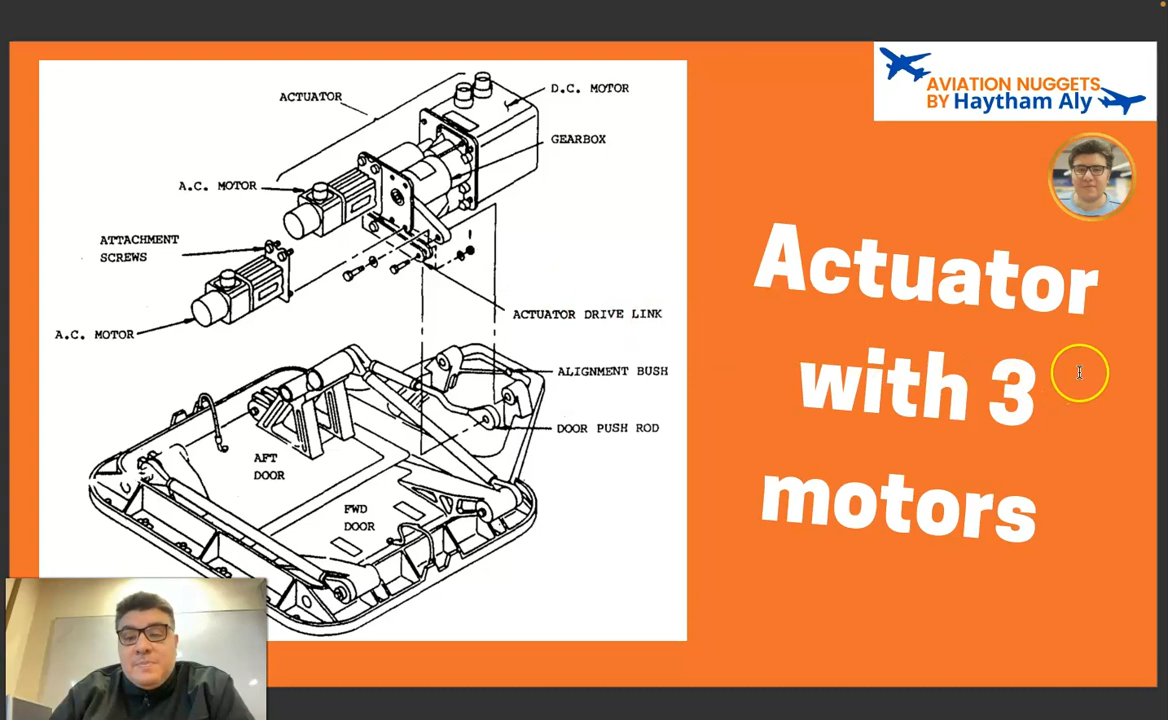 AVIATION NUGGETS
BY Haytham Aly
ACTUATOR
D.C. MOTOR
GEARBOX
A.C. MOTOR
ATTACHMENT
SCREWS
A.C. MOTOR
ACTUATOR DRIVE LINK
ALIGNMENT BUSH
DOOR PUSH ROD
AFT
DOOR
FWD
DOOR
Actuator
with 3
motors